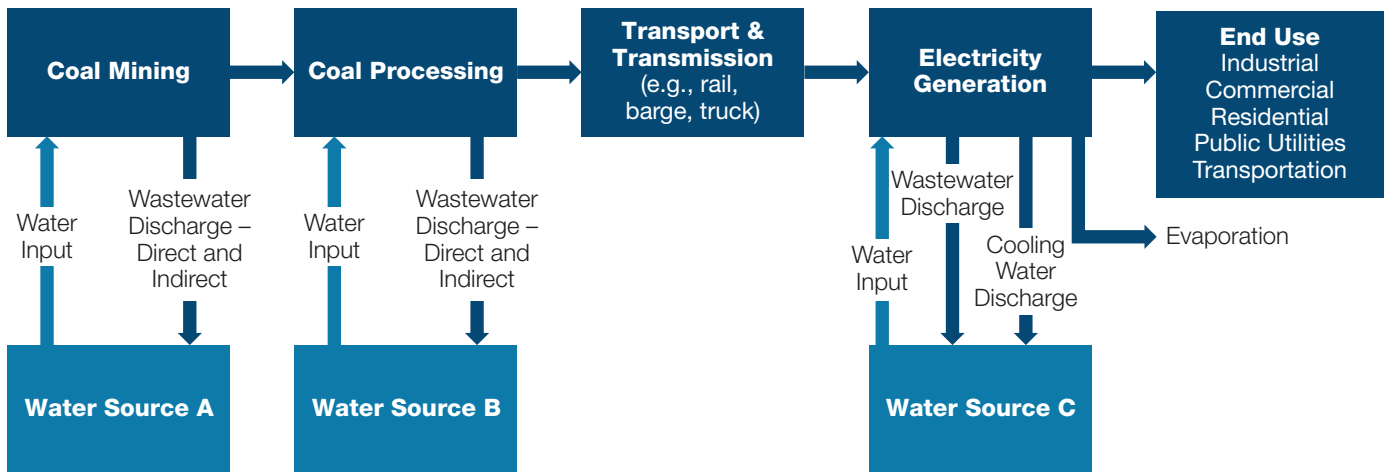 Coal Mining
Coal Processing
Transport &
Transmission
(e.g., rail,
barge, truck)
Electricity
Generation
End Use
Industrial
Commercial
Residential
Public Utilities
Transportation
Water
Input
Wastewater
Discharge –
Direct and
Indirect
Water
Input
Wastewater
Discharge –
Direct and
Indirect
Water
Input
Wastewater
Discharge
Cooling
Water
Discharge
Evaporation
Water Source A
Water Source B
Water Source C